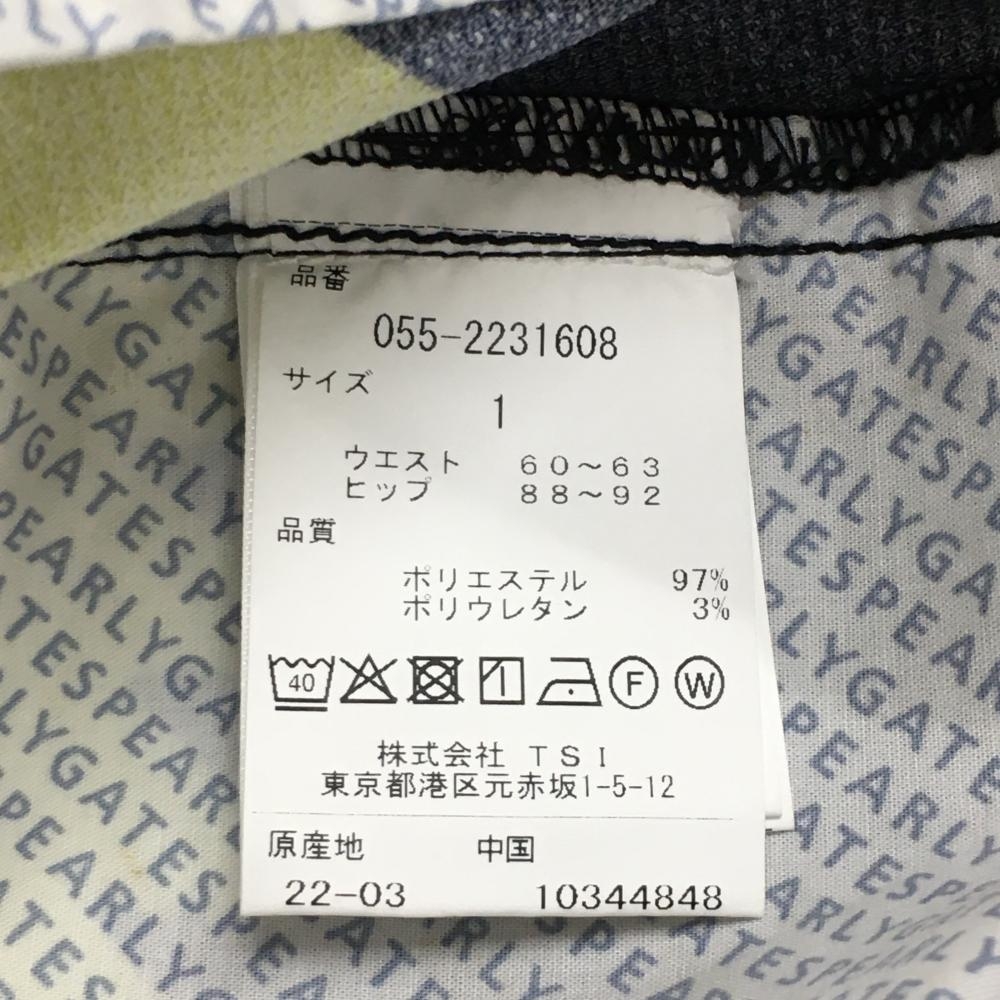 品番
055-2231608
サイズ
1
ウエスト 60～63
ヒップ 88～92
品質
ポリエステル 97%
ポリウレタン 3%
40 F W
株式会社 TSI
東京都港区元赤坂1-5-12
原産地 中国
22-03 10344848
PEARLYGATES